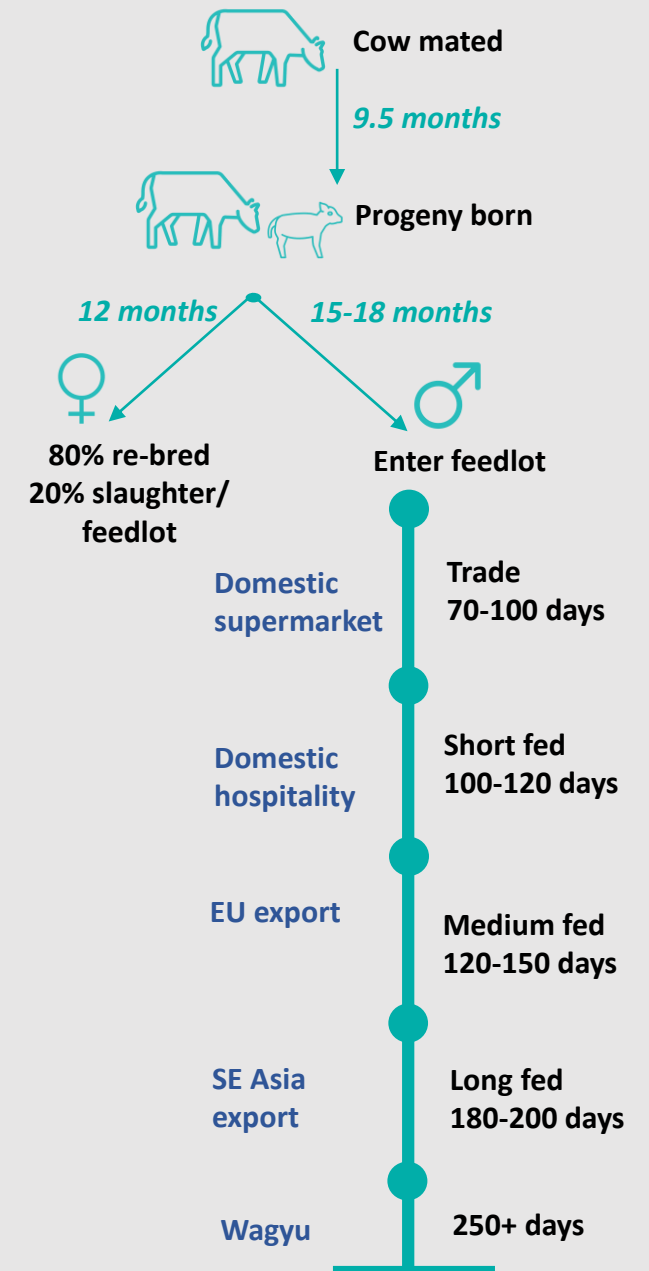 Cow mated
9.5 months
Progeny born
12 months
15-18 months
80% re-bred
20% slaughter/
feedlot
Enter feedlot
Domestic
supermarket
Trade
70-100 days
Domestic
hospitality
Short fed
100-120 days
EU export
Medium fed
120-150 days
SE Asia
export
Long fed
180-200 days
Wagyu
250+ days